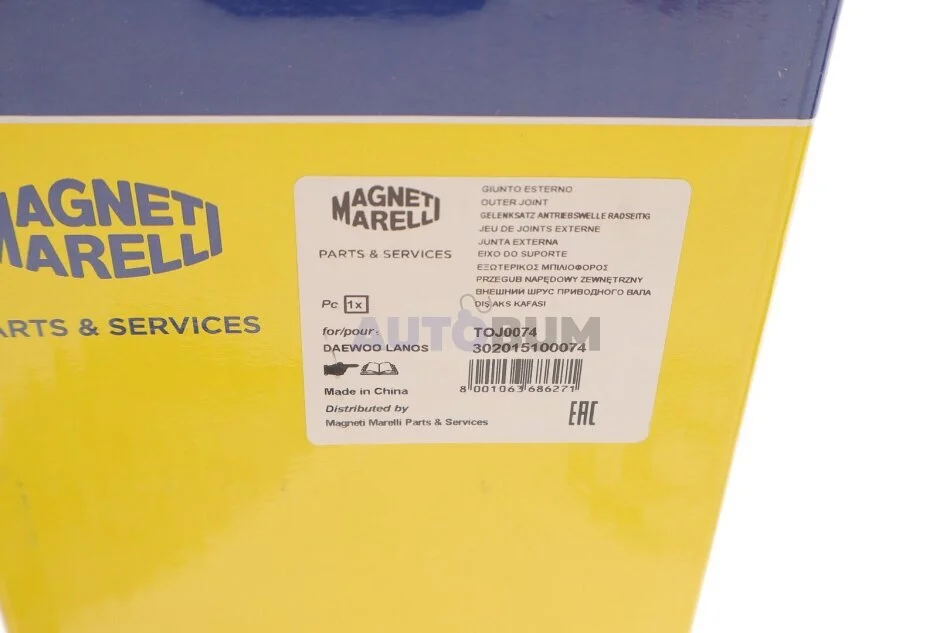 MAGNETI
MARELLI
PARTS & SERVICES
MAGNETI
MARELLI
PARTS & SERVICES
GIUNTO ESTERNO
OUTER JOINT
GELENKSATZ ANTRIEBSWELLE RADSEITIG
JEU DE JOINTS EXTERNE
JUNTA EXTERNA
EIXO DO SUPORTE
ΕΞΩΤΕΡΙΚΟΣ ΜΠΙΛΙΟΦΟΡΟΣ
PRZEGUB NAPĘDOWY ZEWNĘTRZNY
ВНЕШНИЙ ШРУС ПРИВОДНОГО ВАЛА
DIŞ AKS KAFASI
Pc 1x
for/pour:
DAEWOO LANOS
TOJ0074
302015100074
AUTOBUM
8 001063 686271
Made in China
Distributed by
Magneti Marelli Parts & Services
EAC